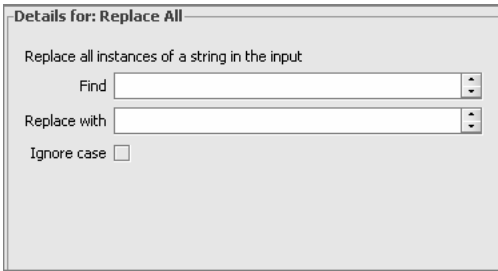 Details for: Replace All
Replace all instances of a string in the input
Find
Replace with
Ignore case